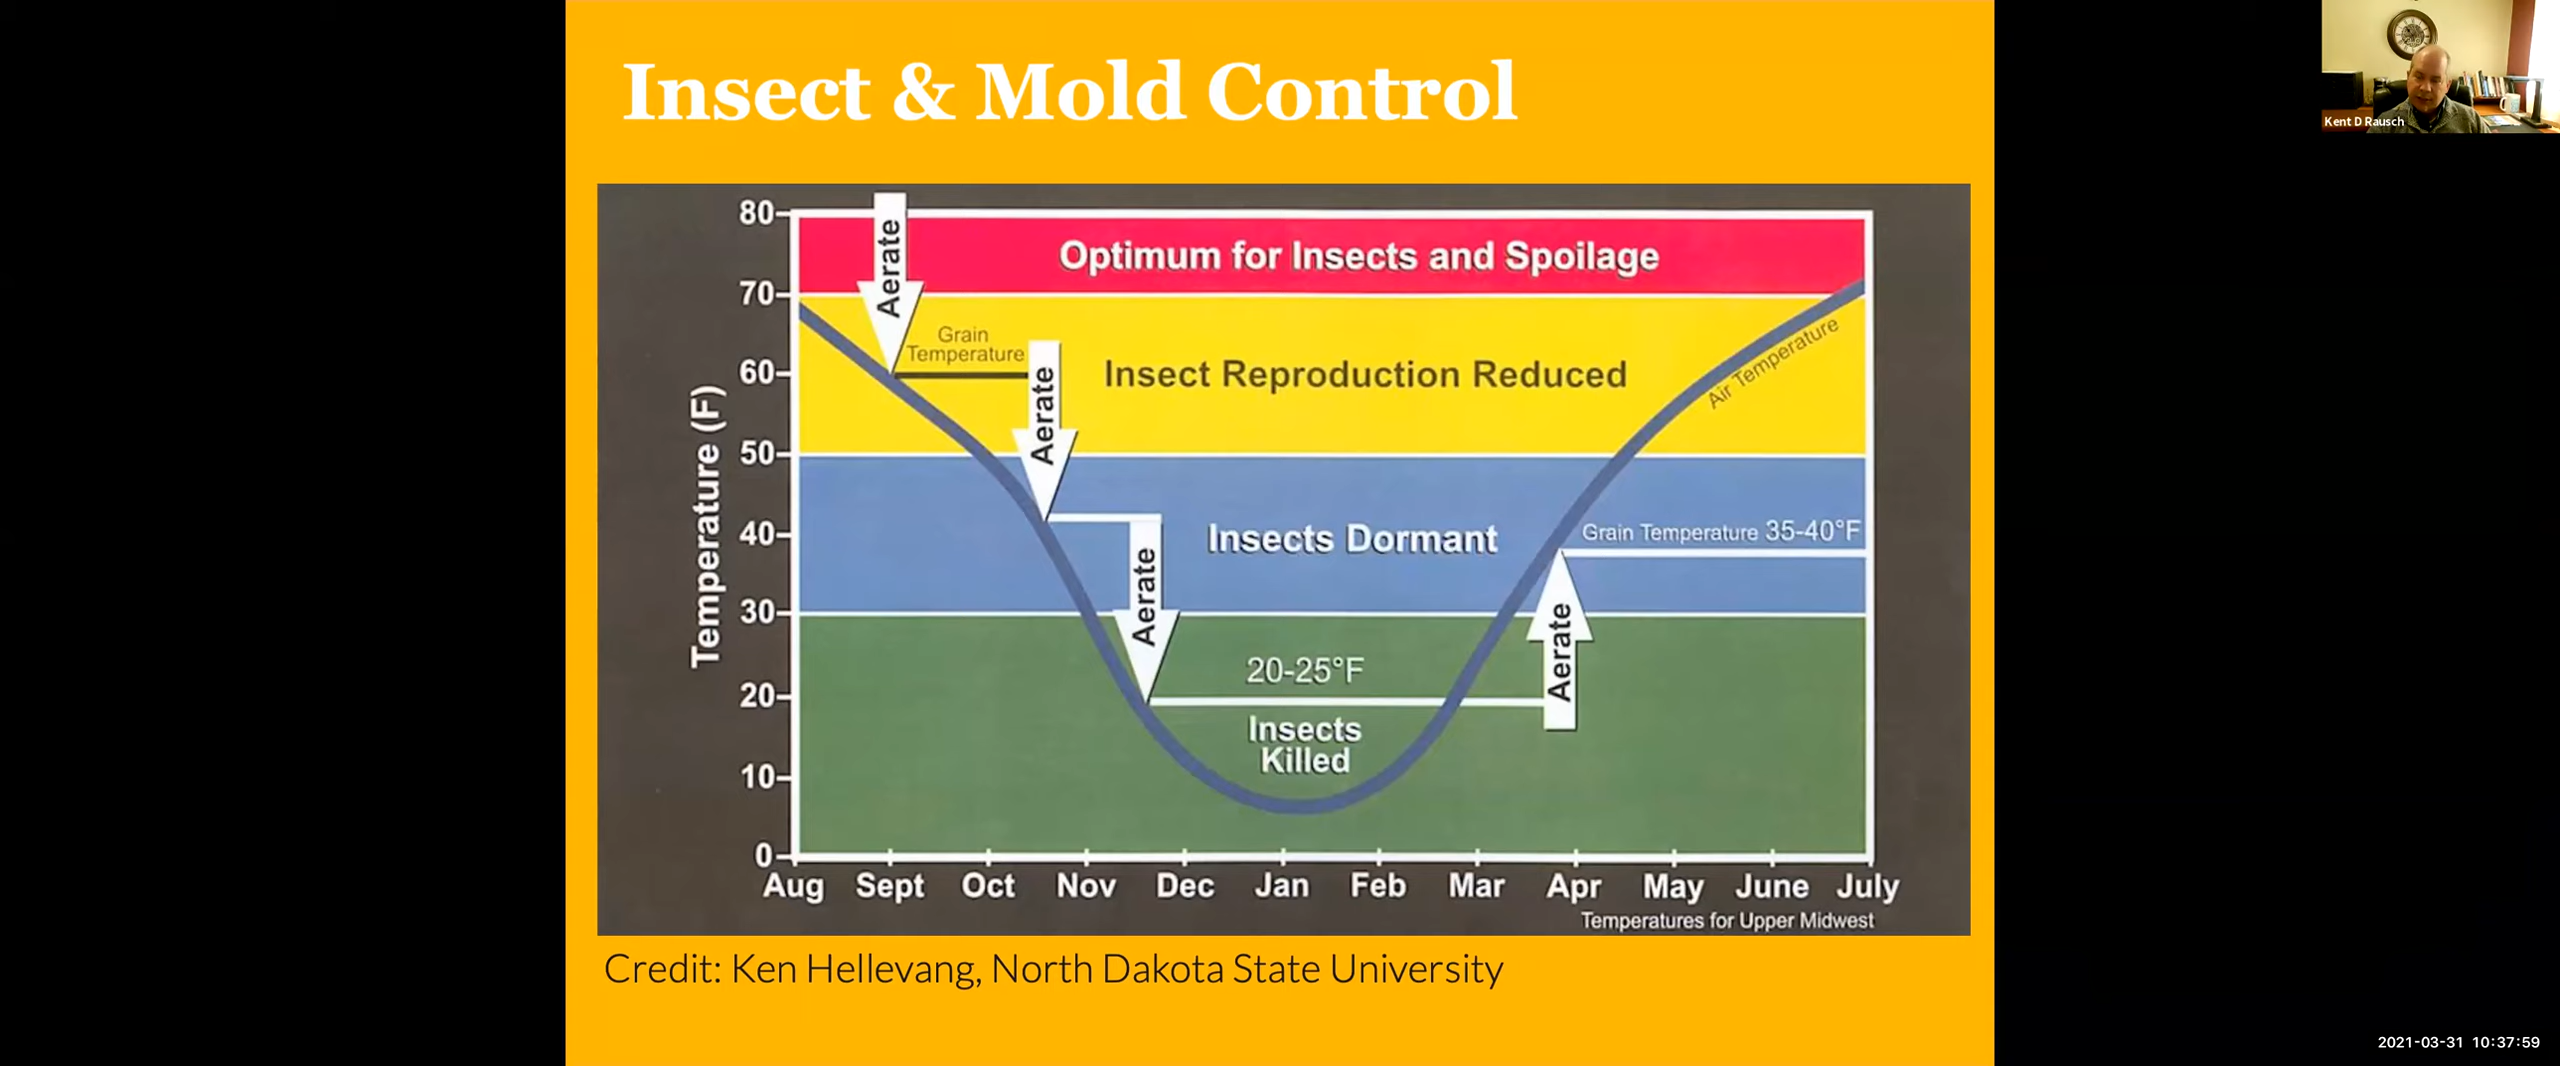 Insect & Mold Control
Kent D Rausch
80
70
60
50
40
30
20
10
0
Temperature (F)
Optimum for Insects and Spoilage
Aerate
Grain
Temperature
Aerate
Insect Reproduction Reduced
Air Temperature
Aerate
Insects Dormant
Grain Temperature 35-40°F
20-25°F
Aerate
Insects
Killed
Aug Sept Oct Nov Dec Jan Feb Mar Apr May June July
Temperatures for Upper Midwest
Credit: Ken Hellevang, North Dakota State University
2021-03-31 10:37:59